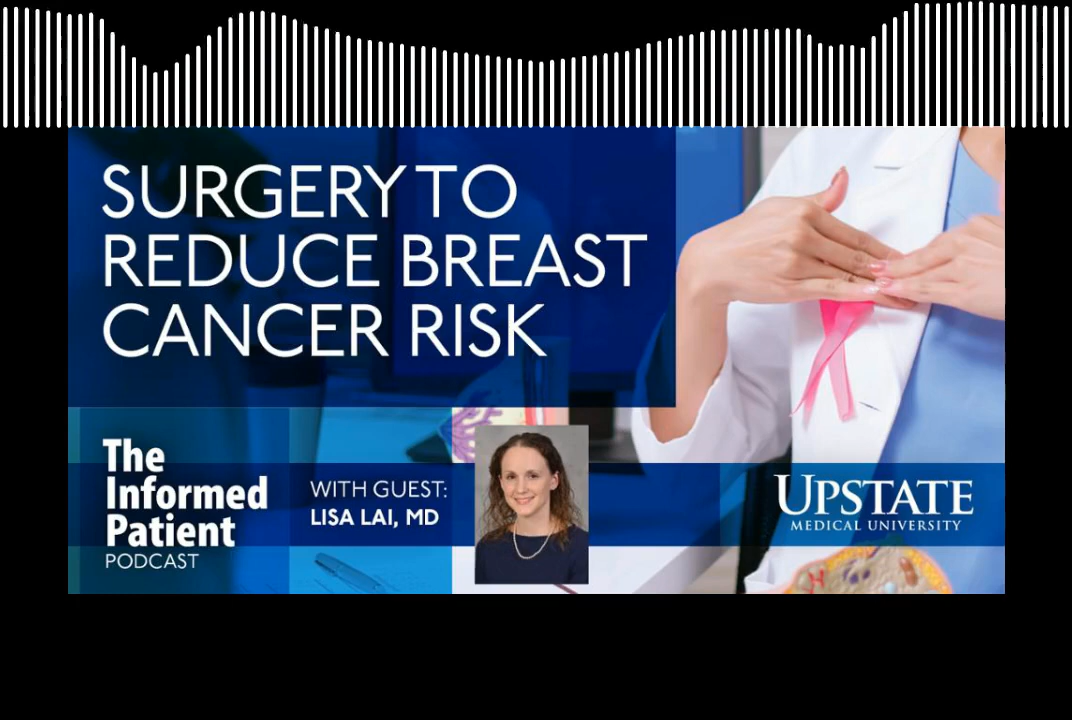 SURGERY TO
REDUCE BREAST
CANCER RISK
The
Informed
Patient
PODCAST
WITH GUEST:
LISA LAI, MD
UPSTATE
MEDICAL UNIVERSITY